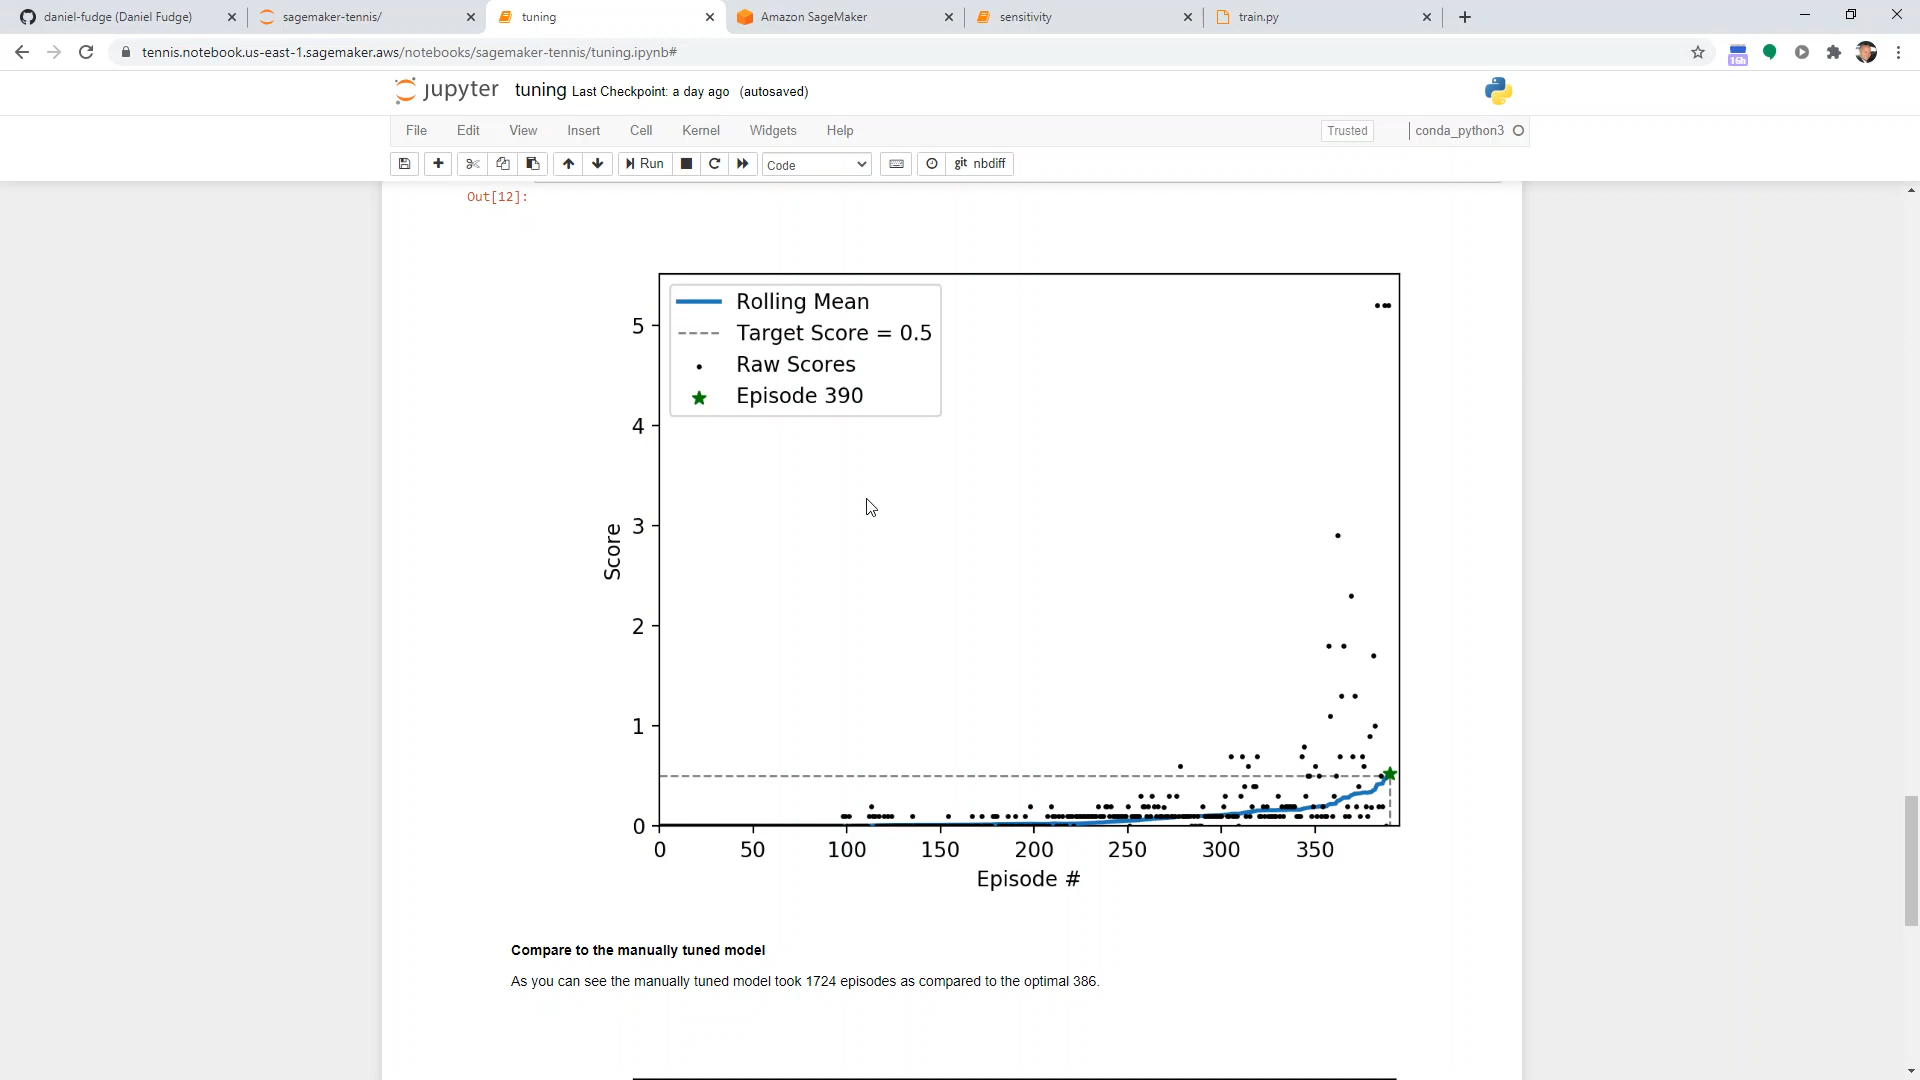 daniel-fudge (Daniel Fudge)
sagemaker-tennis/
tuning
Amazon SageMaker
sensitivity
train.py
tennis.notebook.us-east-1.sagemaker.aws/notebooks/sagemaker-tennis/tuning.ipynb#
16h
jupyter tuning Last Checkpoint: a day ago (autosaved)
File Edit View Insert Cell Kernel Widgets Help Trusted conda_python3
Run Code git nbdiff
Out[12]:
Rolling Mean
Target Score = 0.5
Raw Scores
Episode 390
5
4
3
2
1
0
Score
0 50 100 150 200 250 300 350
Episode #
Compare to the manually tuned model
As you can see the manually tuned model took 1724 episodes as compared to the optimal 386.